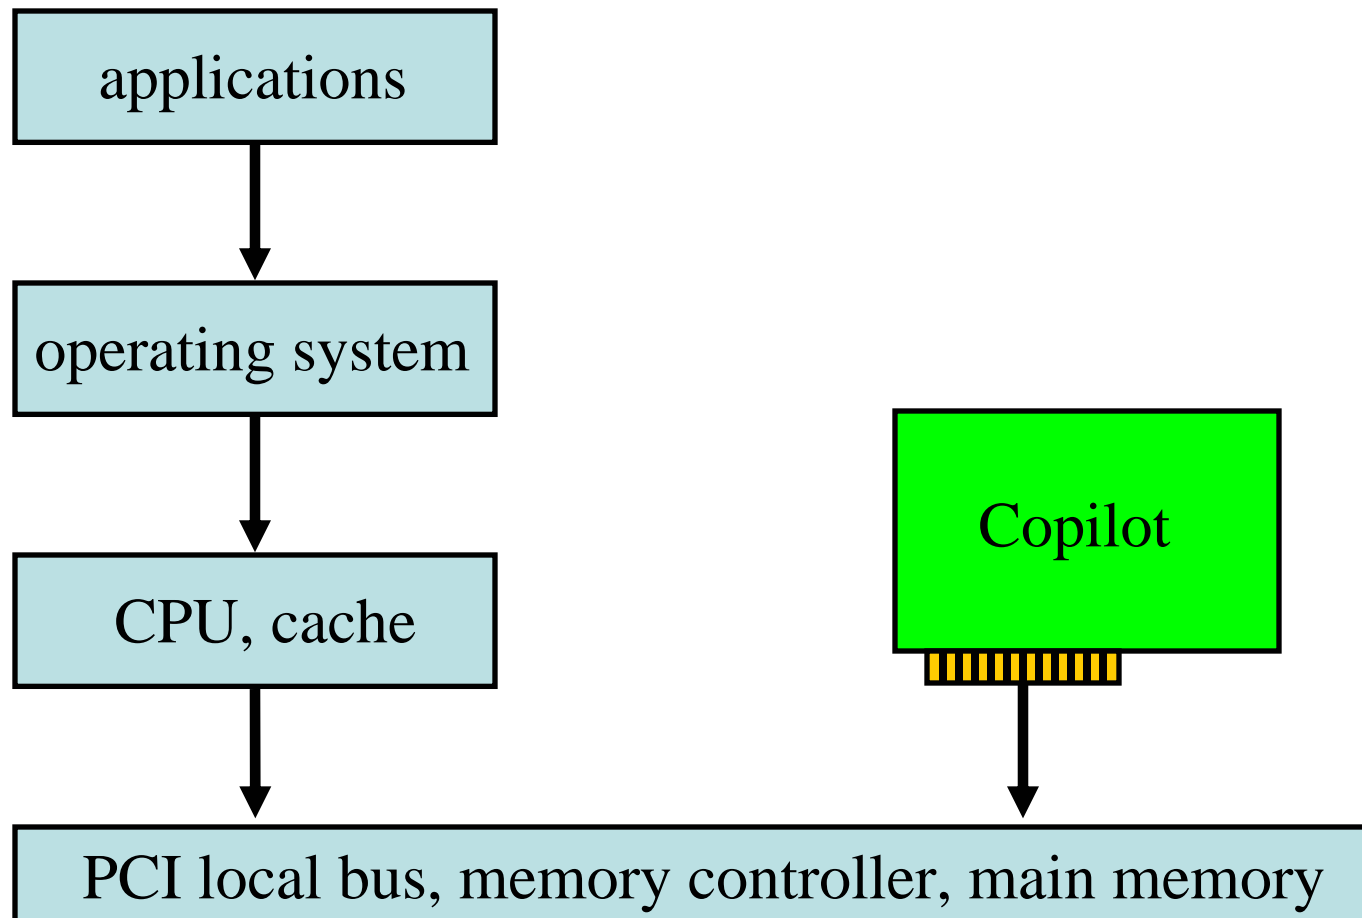 applications
operating system
Copilot
CPU, cache
PCI local bus, memory controller, main memory